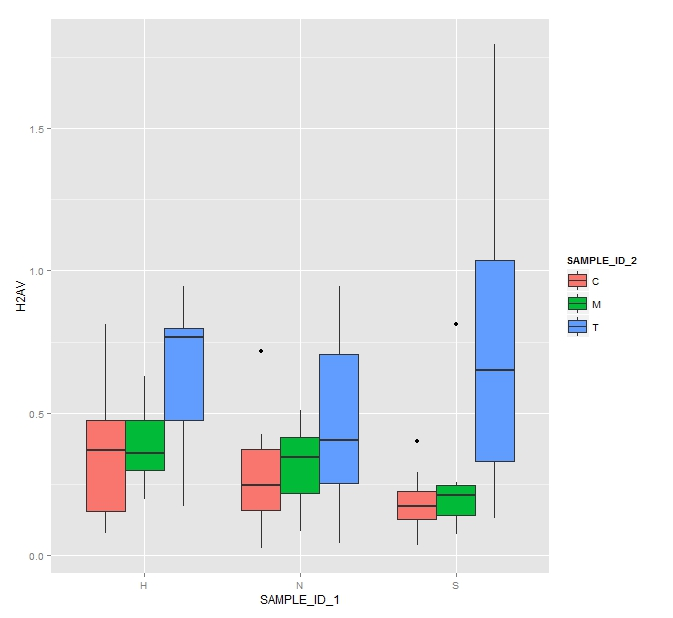 H2AV
1.5
1.0
0.5
0.0
H N S
SAMPLE_ID_1
SAMPLE_ID_2
C
M
T